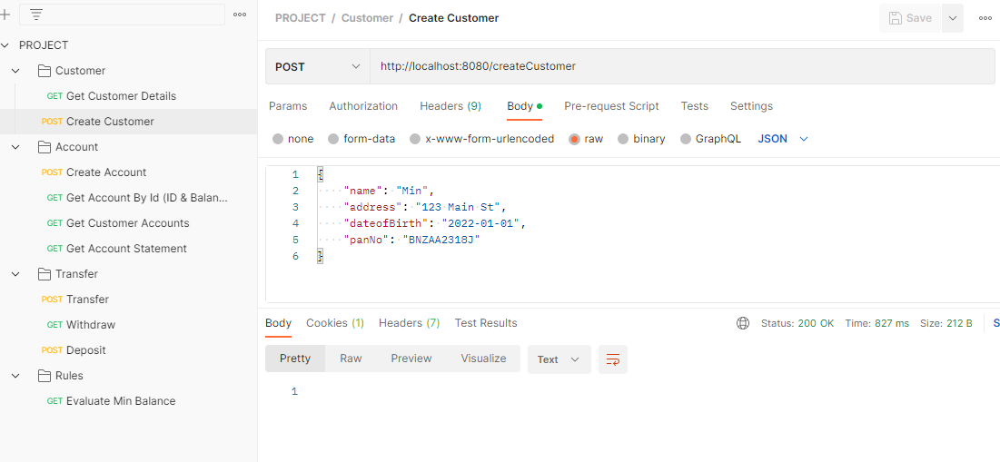 PROJECT / Customer / Create Customer
Save
PROJECT
Customer
GET Get Customer Details
POST Create Customer
Account
POST Create Account
GET Get Account By Id (ID & Balan...
GET Get Customer Accounts
GET Get Account Statement
Transfer
POST Transfer
GET Withdraw
POST Deposit
Rules
GET Evaluate Min Balance
POST http://localhost:8080/createCustomer
Params Authorization Headers (9) Body Pre-request Script Tests Settings
none form-data x-www-form-urlencoded raw binary GraphQL JSON
1 {
2 "name": "Min",
3 "address": "123 Main St",
4 "dateofBirth": "2022-01-01",
5 "panNo": "BNZAA2318J"
6 }
Body Cookies (1) Headers (7) Test Results Status: 200 OK Time: 827 ms Size: 212 B S
Pretty Raw Preview Visualize Text
1